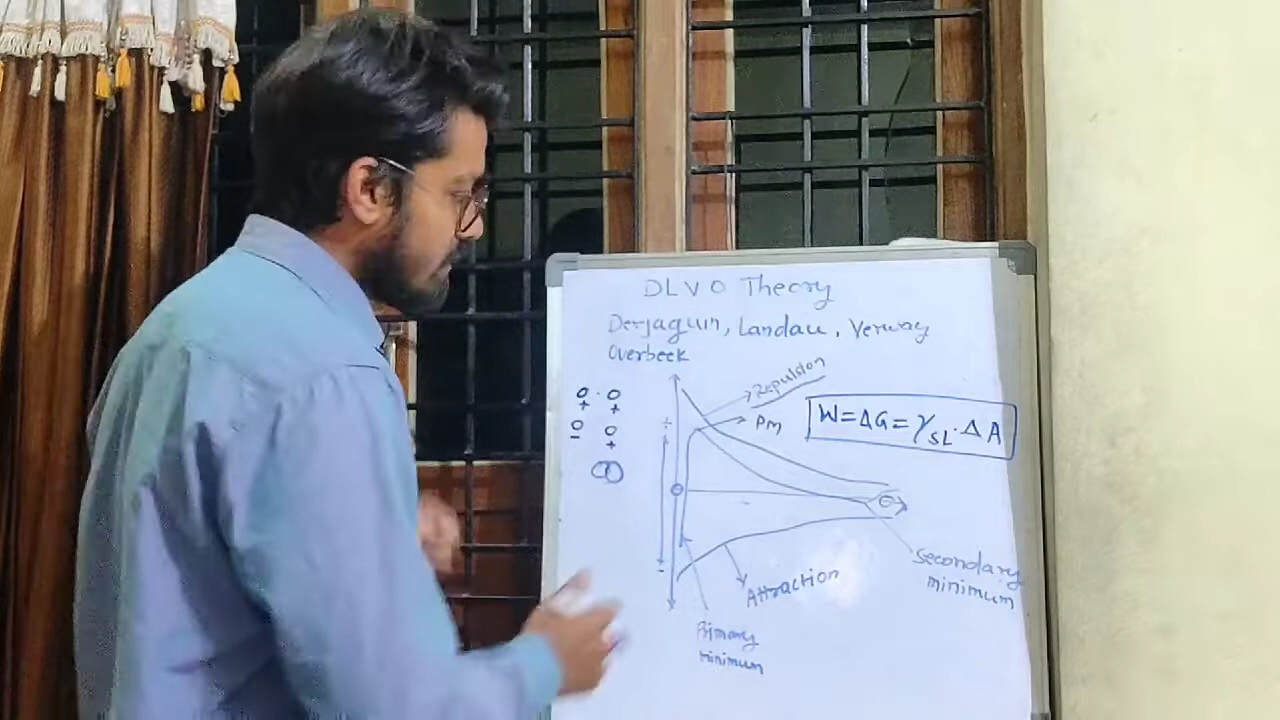 DLVO Theory
Derjaguin, Landau, Verway
Overbeek
Repulsion
Pm
W=ΔG=γSL·ΔA
Attraction
Secondary
minimum
Primary
minimum